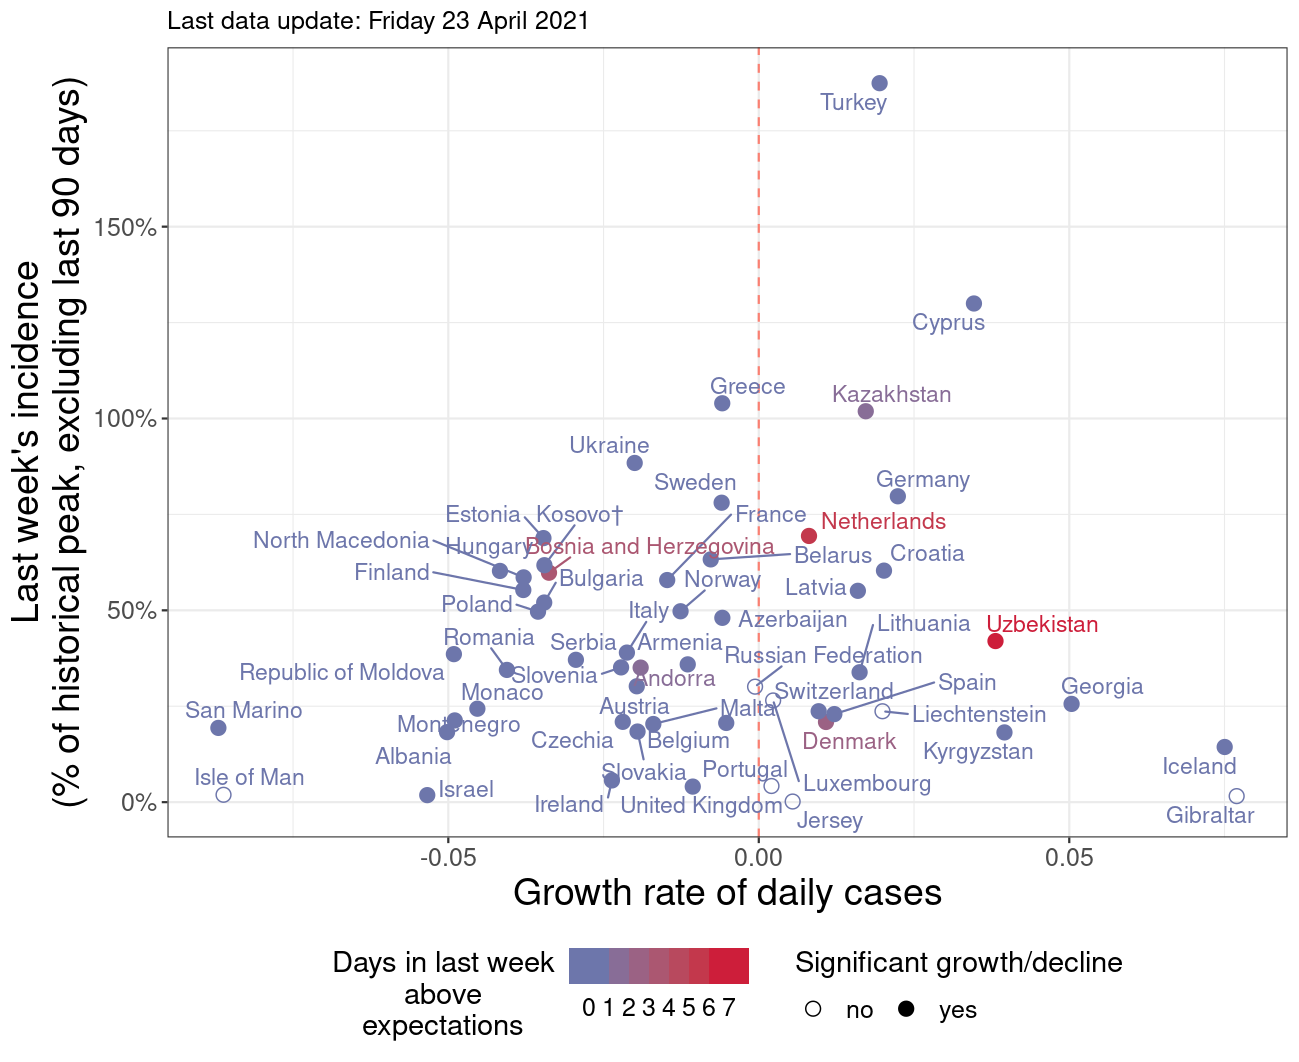 Last data update: Friday 23 April 2021
Last week's incidence
(% of historical peak, excluding last 90 days)
150%
100%
50%
0%
Turkey
Cyprus
Greece
Kazakhstan
Ukraine
Sweden
Germany
Estonia
Kosovo†
France
Netherlands
North Macedonia
Hungary
Bosnia and Herzegovina
Belarus
Croatia
Finland
Bulgaria
Norway
Latvia
Poland
Italy
Azerbaijan
Lithuania
Uzbekistan
Romania
Serbia
Armenia
Russian Federation
Republic of Moldova
Slovenia
Andorra
Switzerland
Spain
Georgia
Monaco
San Marino
Austria
Malta
Liechtenstein
Montenegro
Czechia
Belgium
Denmark
Kyrgyzstan
Albania
Slovakia
Portugal
Iceland
Isle of Man
Israel
Luxembourg
Ireland
United Kingdom
Jersey
Gibraltar
-0.05
0.00
0.05
Growth rate of daily cases
Days in last week
above
expectations
0 1 2 3 4 5 6 7
Significant growth/decline
no
yes